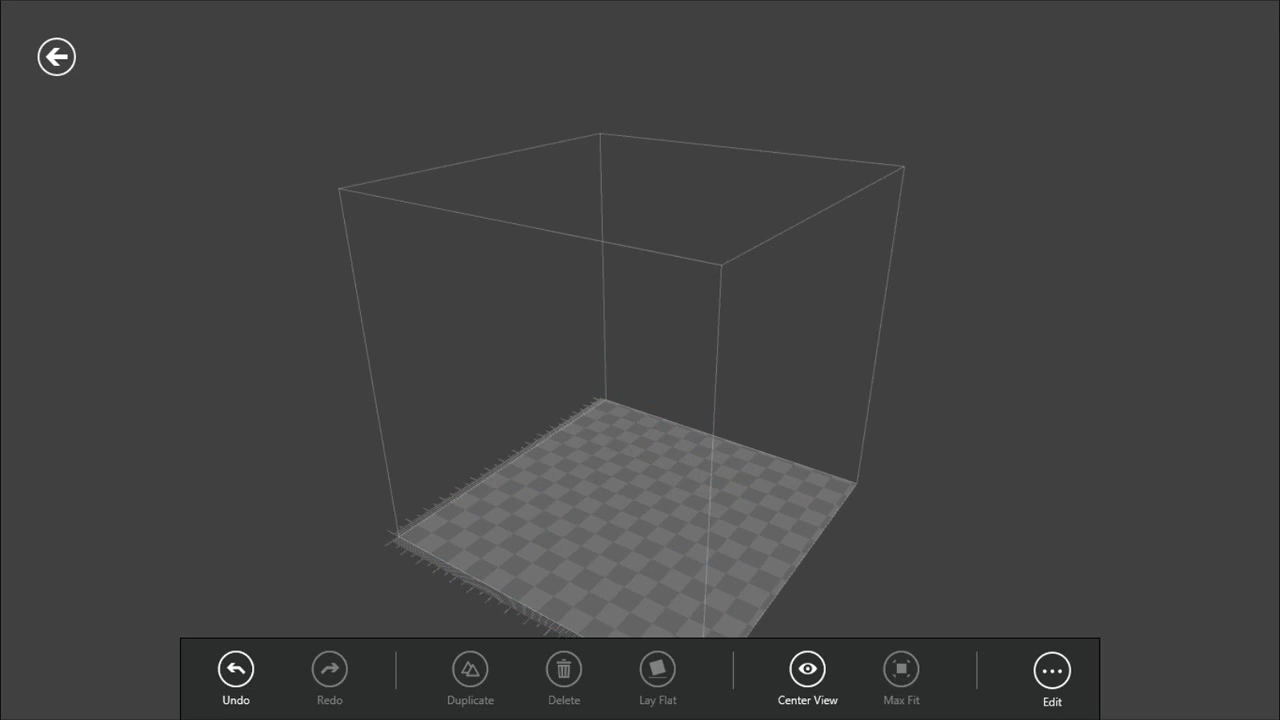 Undo
Redo
Duplicate
Delete
Lay Flat
Center View
Max Fit
Edit